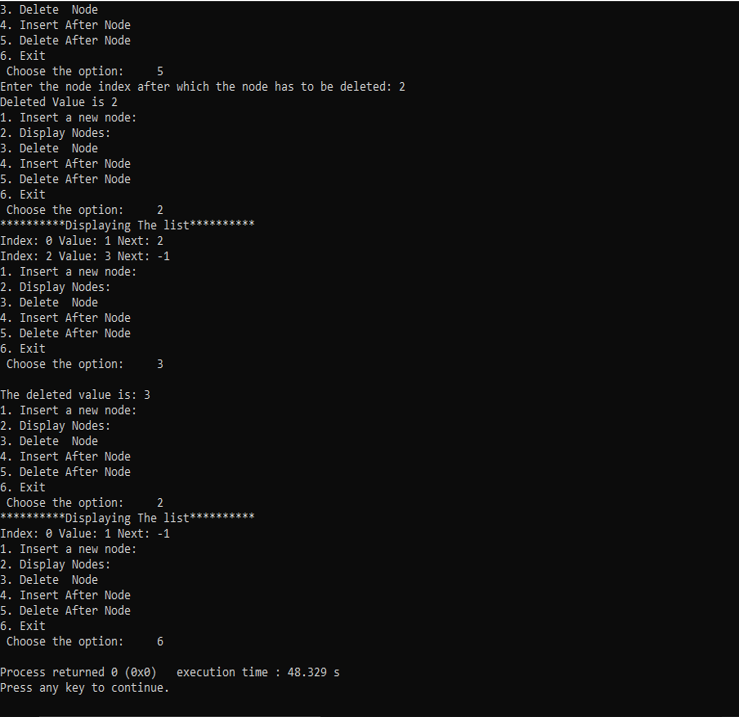 3. Delete  Node
4. Insert After Node
5. Delete After Node
6. Exit
 Choose the option:     5
Enter the node index after which the node has to be deleted: 2
Deleted Value is 2
1. Insert a new node:
2. Display Nodes:
3. Delete  Node
4. Insert After Node
5. Delete After Node
6. Exit
 Choose the option:     2
**********Displaying The list**********
Index: 0 Value: 1 Next: 2
Index: 2 Value: 3 Next: -1
1. Insert a new node:
2. Display Nodes:
3. Delete  Node
4. Insert After Node
5. Delete After Node
6. Exit
 Choose the option:     3

The deleted value is: 3
1. Insert a new node:
2. Display Nodes:
3. Delete  Node
4. Insert After Node
5. Delete After Node
6. Exit
 Choose the option:     2
**********Displaying The list**********
Index: 0 Value: 1 Next: -1
1. Insert a new node:
2. Display Nodes:
3. Delete  Node
4. Insert After Node
5. Delete After Node
6. Exit
 Choose the option:     6

Process returned 0 (0x0)   execution time : 48.329 s
Press any key to continue.